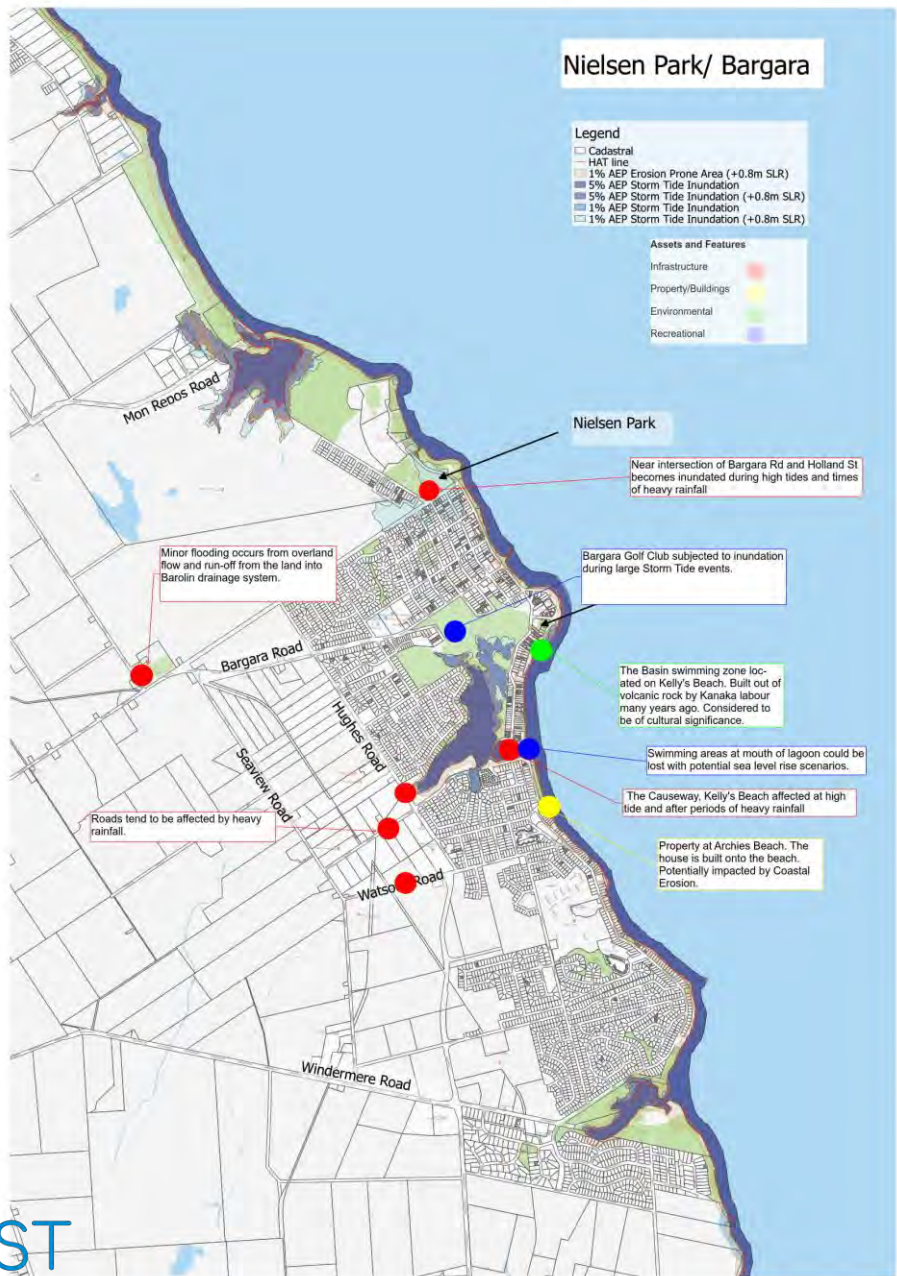 Nielsen Park/ Bargara
Legend
Cadastral
HAT line
1% AEP Erosion Prone Area (+0.8m SLR)
5% AEP Storm Tide Inundation
5% AEP Storm Tide Inundation (+0.8m SLR)
1% AEP Storm Tide Inundation
1% AEP Storm Tide Inundation (+0.8m SLR)
Assets and Features
Infrastructure
Property/Buildings
Environmental
Recreational
Mon Repos Road
Nielsen Park
Near intersection of Bargara Rd and Holland St
becomes inundated during high tides and times
of heavy rainfall
Minor flooding occurs from overland
flow and run-off from the land into
Barolin drainage system.
Bargara Golf Club subjected to inundation
during large Storm Tide events.
Bargara Road
The Basin swimming zone loc-
ated on Kelly's Beach. Built out of
volcanic rock by Kanaka labour
many years ago. Considered to
be of cultural significance.
Hughes Road
Seaview Road
Swimming areas at mouth of lagoon could be
lost with potential sea level rise scenarios.
The Causeway, Kelly's Beach affected at high
tide and after periods of heavy rainfall
Roads tend to be affected by heavy
rainfall.
Property at Archies Beach. The
house is built onto the beach.
Potentially impacted by Coastal
Erosion.
Watso Road
Windermere Road
ST